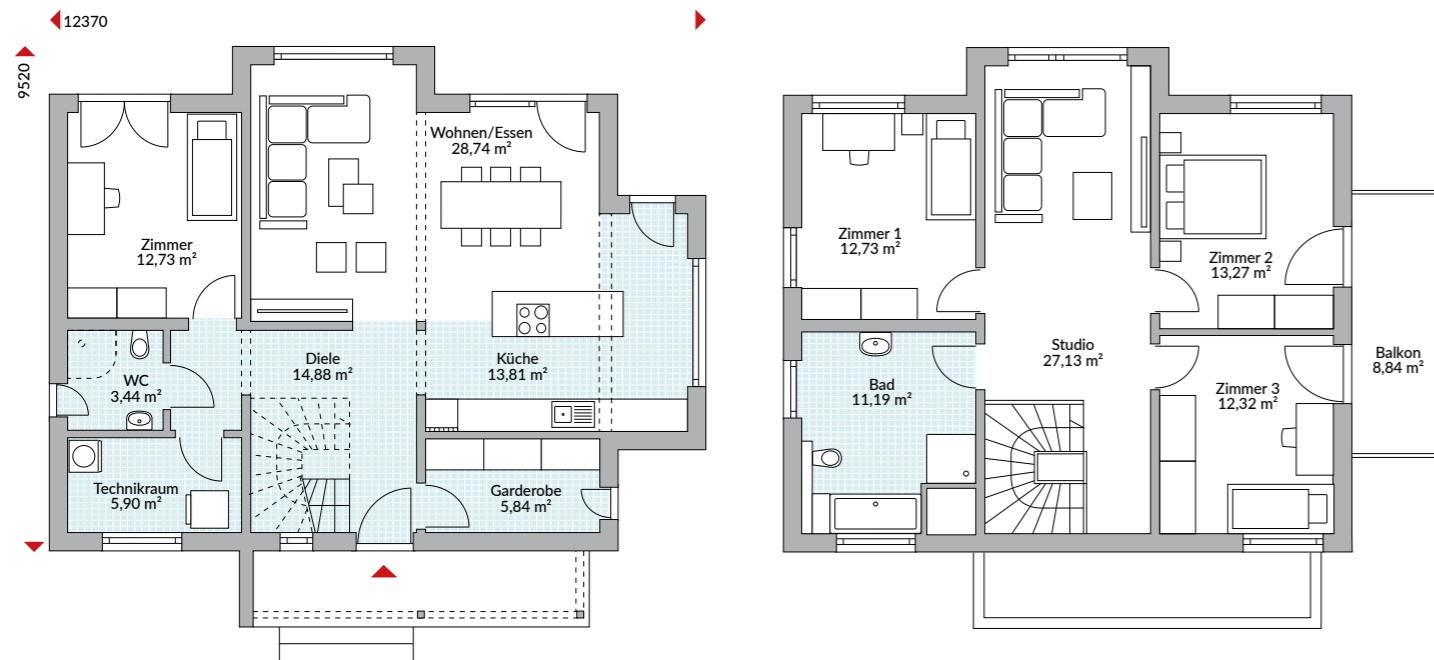 12370
9520
Wohnen/Essen
28,74 m²
Zimmer
12,73 m²
Diele
14,88 m²
Küche
13,81 m²
WC
3,44 m²
Technikraum
5,90 m²
Garderobe
5,84 m²
Zimmer 1
12,73 m²
Zimmer 2
13,27 m²
Studio
27,13 m²
Bad
11,19 m²
Zimmer 3
12,32 m²
Balkon
8,84 m²